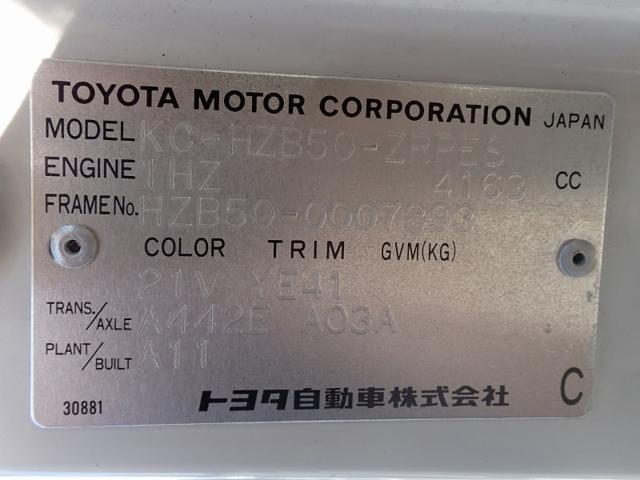 TOYOTA MOTOR CORPORATION JAPAN
MODEL KC-HZB50-ZRPES
ENGINE 1HZ 4163 CC
FRAME No. HZB50-0007393
COLOR TRIM GVM(KG)
21V YE41
TRANS./AXLE A442E A03A
PLANT/BUILT A11
30881 トヨタ自動車株式会社 C